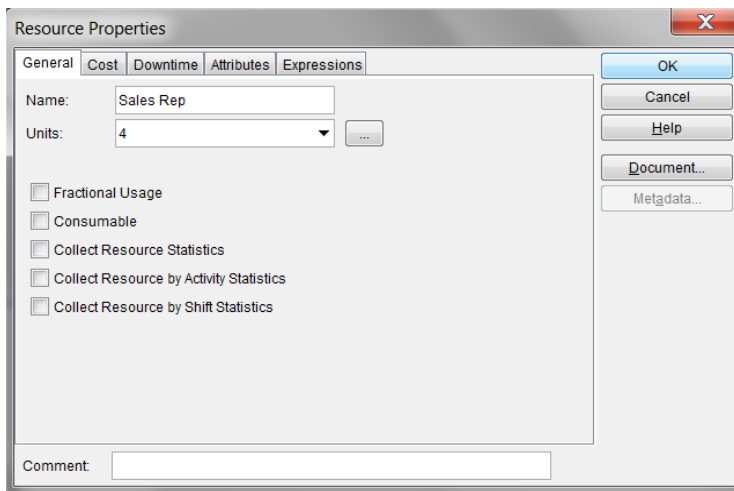 Resource Properties
X
General Cost Downtime Attributes Expressions
OK
Name: Sales Rep
Cancel
Units: 4 ...
Help
Document...
Fractional Usage
Metadata...
Consumable
Collect Resource Statistics
Collect Resource by Activity Statistics
Collect Resource by Shift Statistics
Comment: